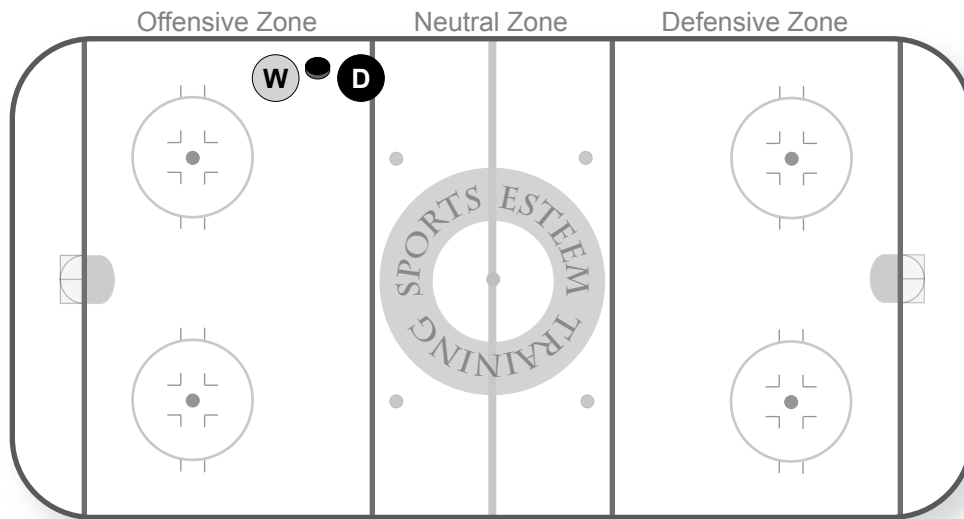 Offensive Zone Neutral Zone Defensive Zone
W D
SPORTS ESTEEM TRAINING